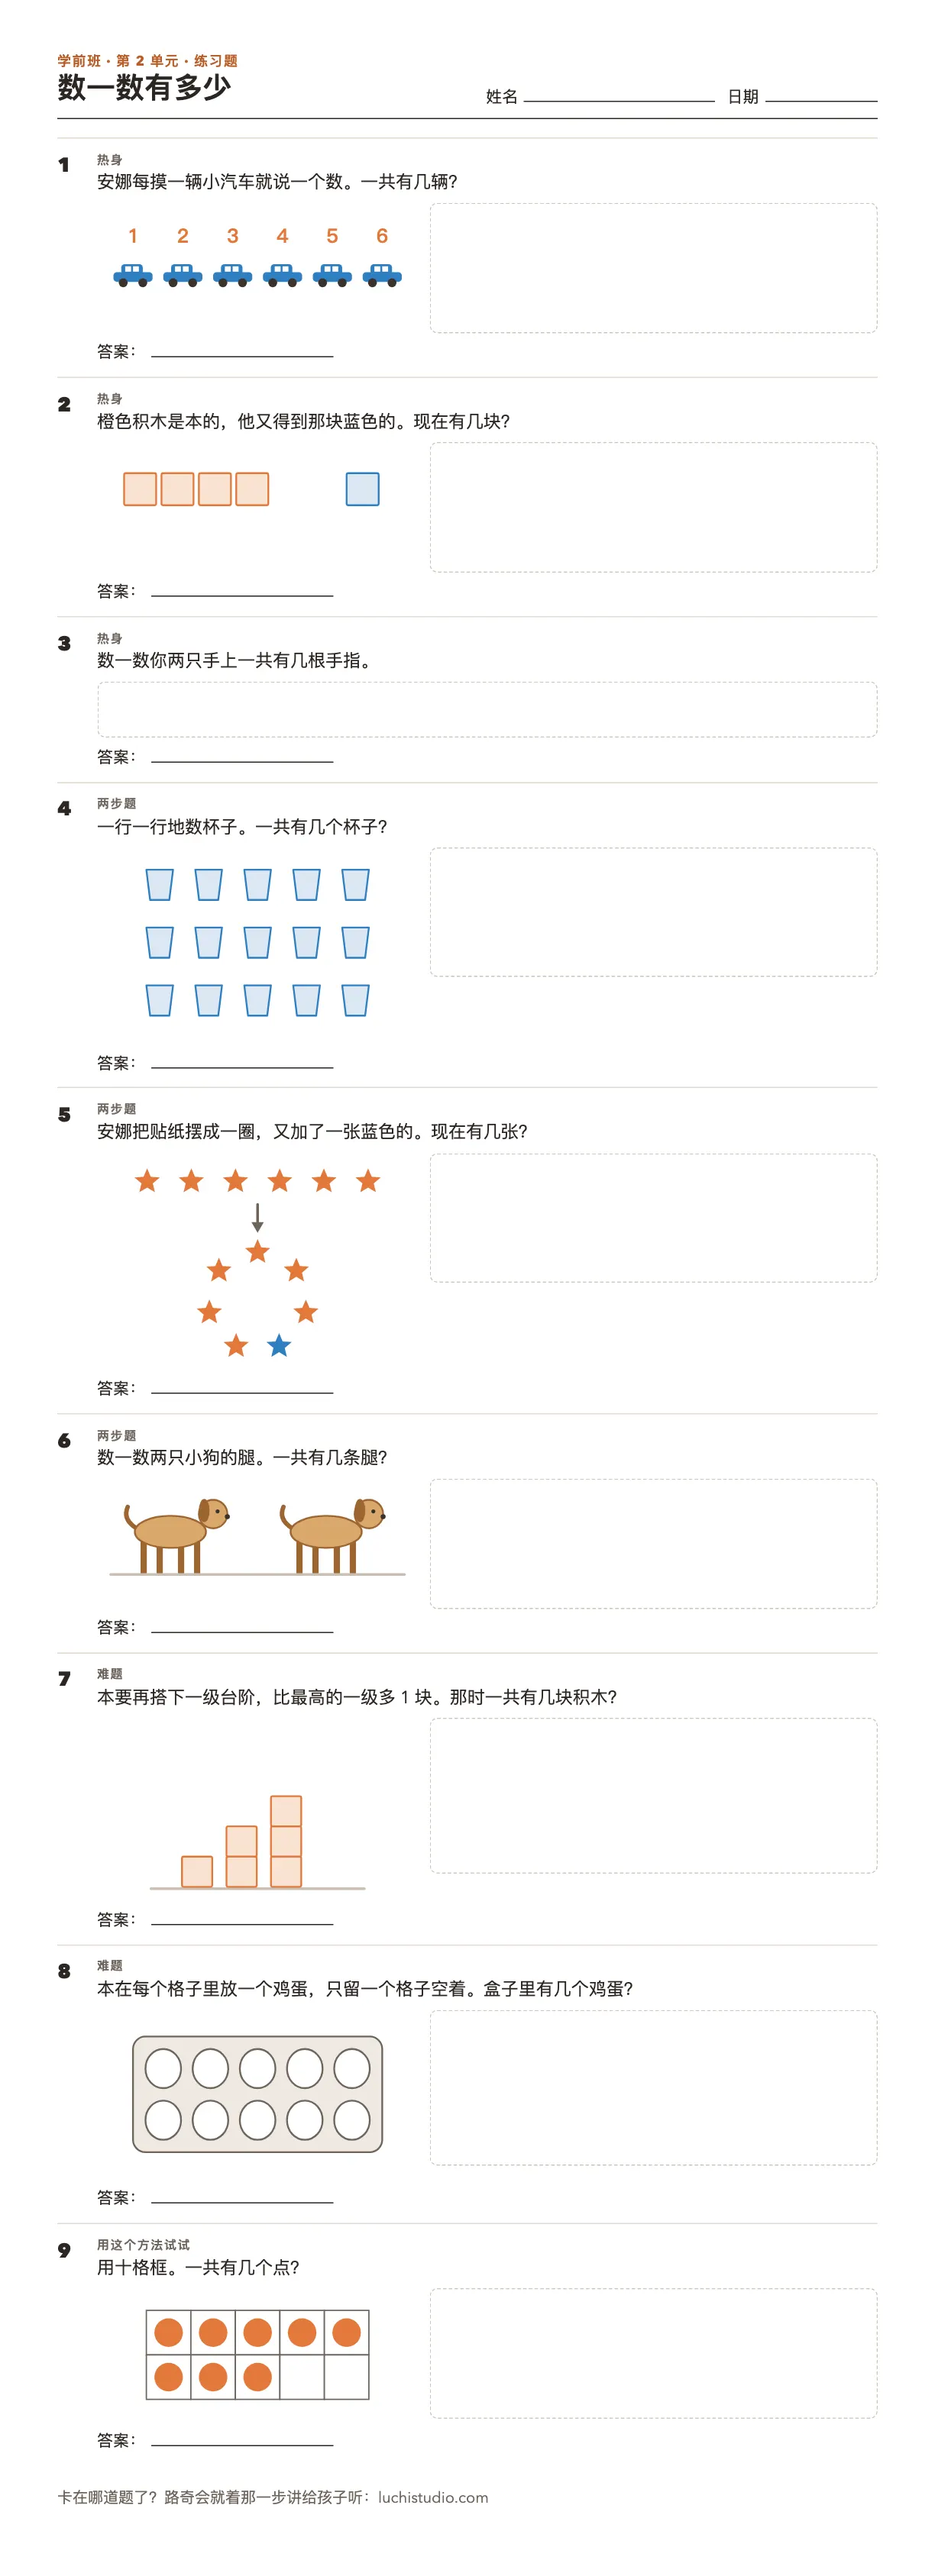 学前班·第 2 单元·练习题
数一数有多少
姓名
日期
1
热身
安娜每摸一辆小汽车就说一个数。一共有几辆?
1 2 3 4 5 6
答案:
2
热身
橙色积木是本的，他又得到那块蓝色的。现在有几块?
答案:
3
热身
数一数你两只手上一共有几根手指。
答案:
4
两步题
一行一行地数杯子。一共有几个杯子?
答案:
5
两步题
安娜把贴纸摆成一圈，又加了一张蓝色的。现在有几张?
答案:
6
两步题
数一数两只小狗的腿。一共有几条腿?
答案:
7
难题
本要再搭下一级台阶，比最高的一级多 1 块。那时一共有几块积木?
答案:
8
难题
本在每个格子里放一个鸡蛋，只留一个格子空着。盒子里有几个鸡蛋?
答案:
9
用这个方法试试
用十格框。一共有几个点?
答案:
卡在哪道题了？路奇会就着那一步讲给孩子听：luchistudio.com